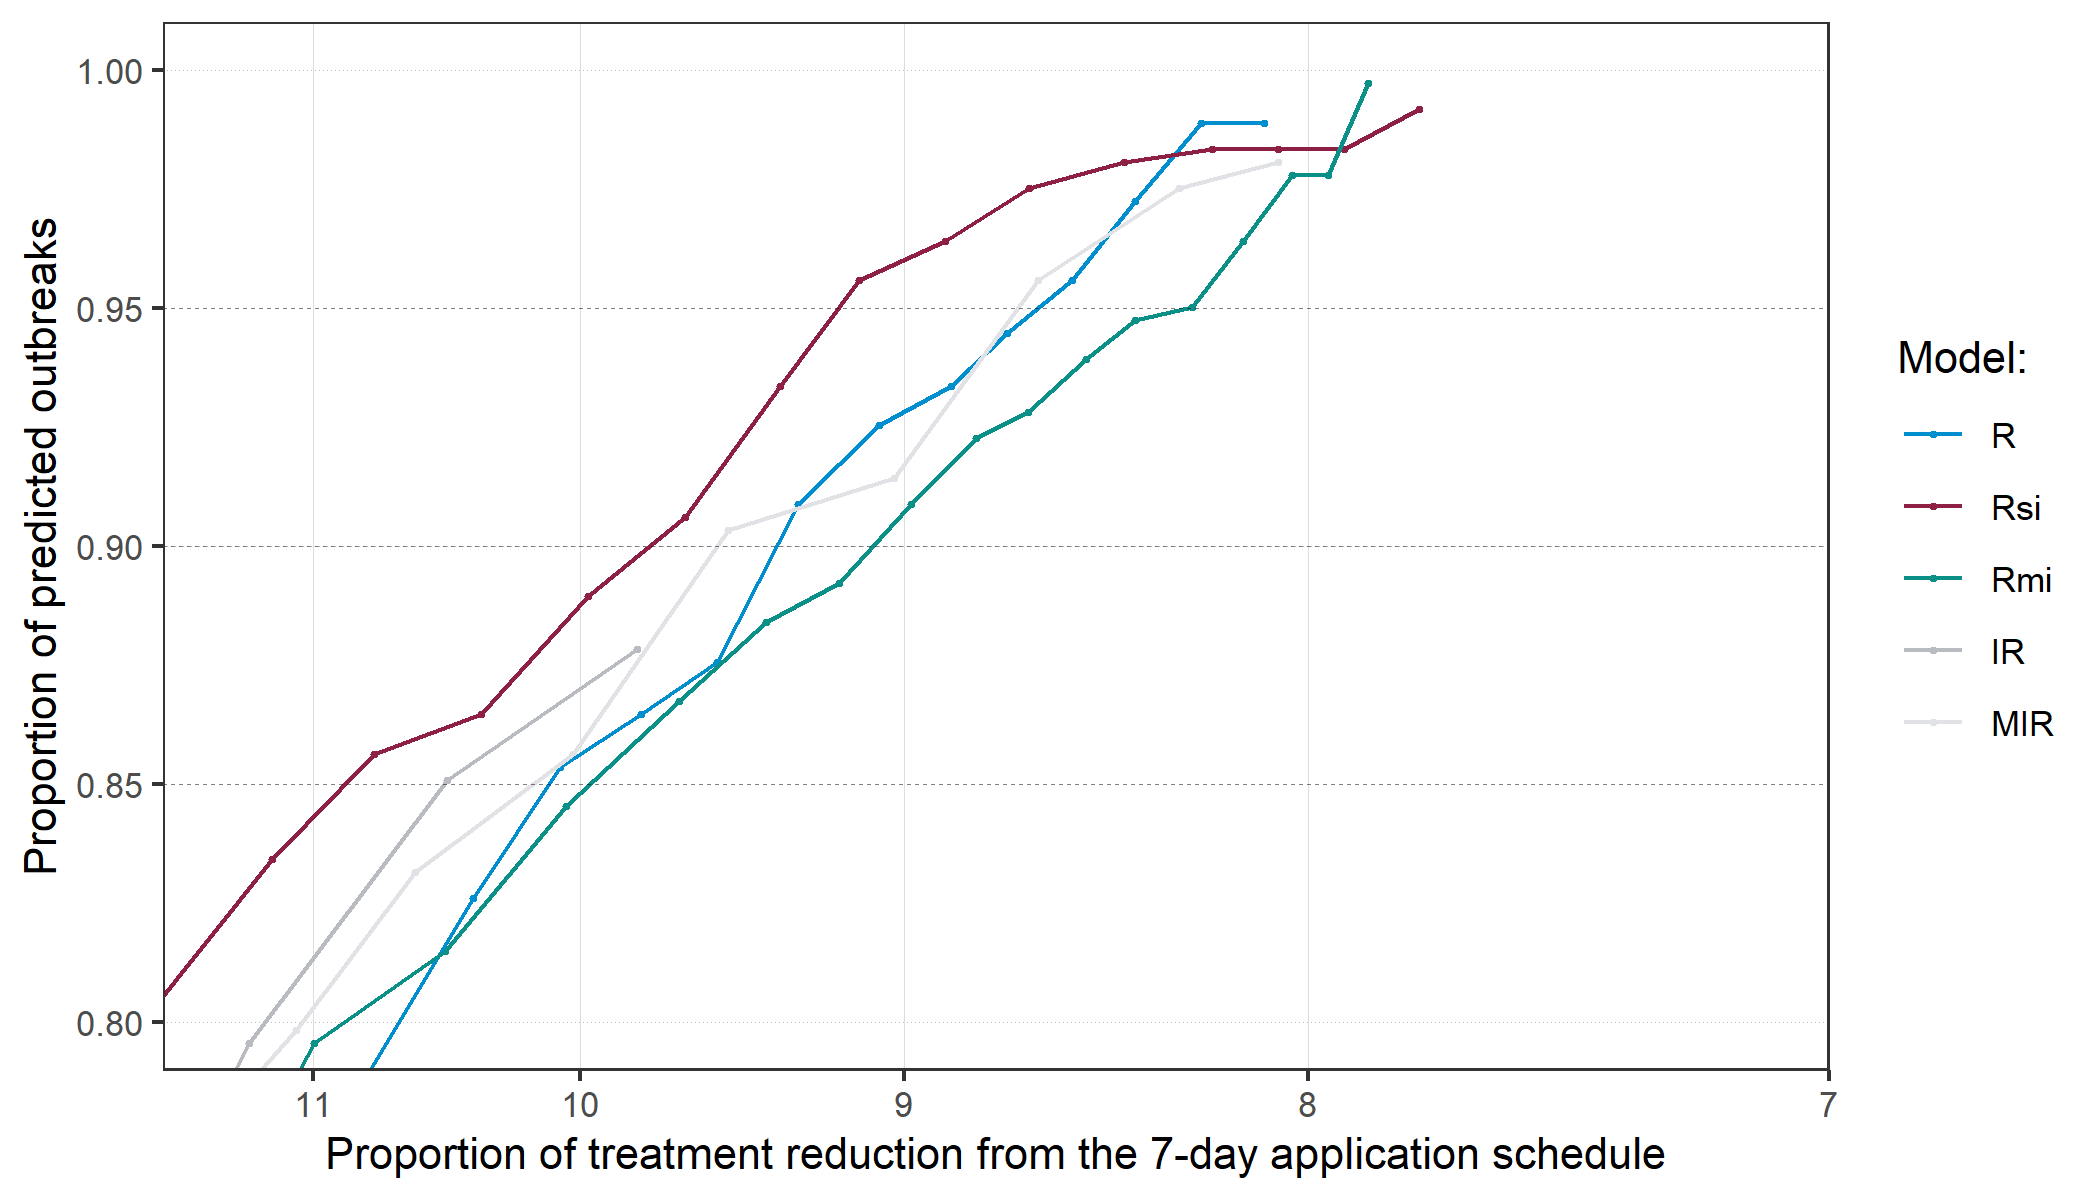 Proportion of predicted outbreaks
1.00
0.95
0.90
0.85
0.80
11 10 9 8 7
Proportion of treatment reduction from the 7-day application schedule
Model:
R
Rsi
Rmi
IR
MIR